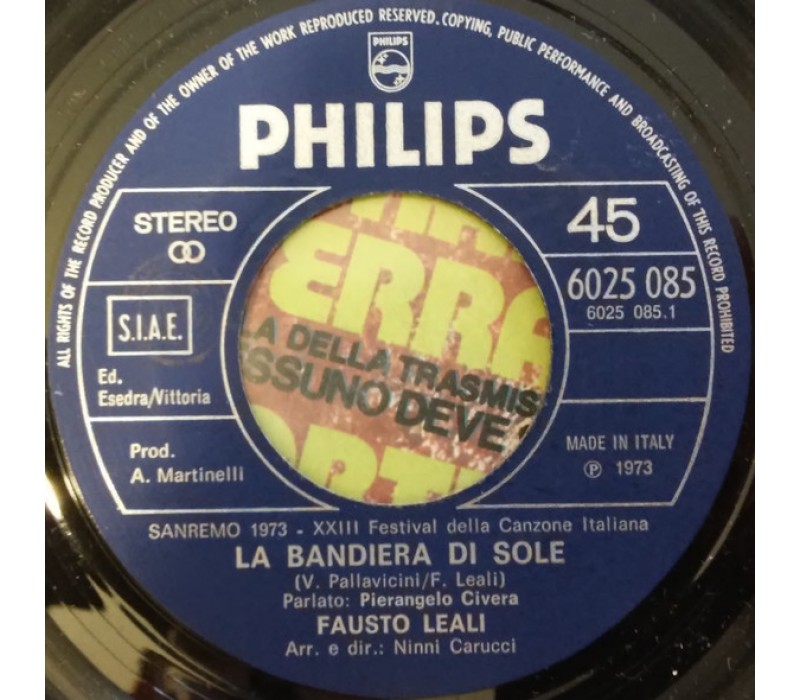 ALL RIGHTS OF THE RECORD PRODUCER AND OF THE OWNER OF THE WORK REPRODUCED RESERVED. COPYING, PUBLIC PERFORMANCE AND BROADCASTING OF THIS RECORD PROHIBITED
PHILIPS
PHILIPS
STEREO
45
S.I.A.E.
6025 085
6025 085.1
Ed.
Esedra/Vittoria
Prod.
A. Martinelli
MADE IN ITALY
℗ 1973
ERRA
LA DELLA TRASMIS
ESSUNO DEVE
SANREMO 1973 - XXIII Festival della Canzone Italiana
LA BANDIERA DI SOLE
(V. Pallavicini/F. Leali)
Parlato: Pierangelo Civera
FAUSTO LEALI
Arr. e dir.: Ninni Carucci